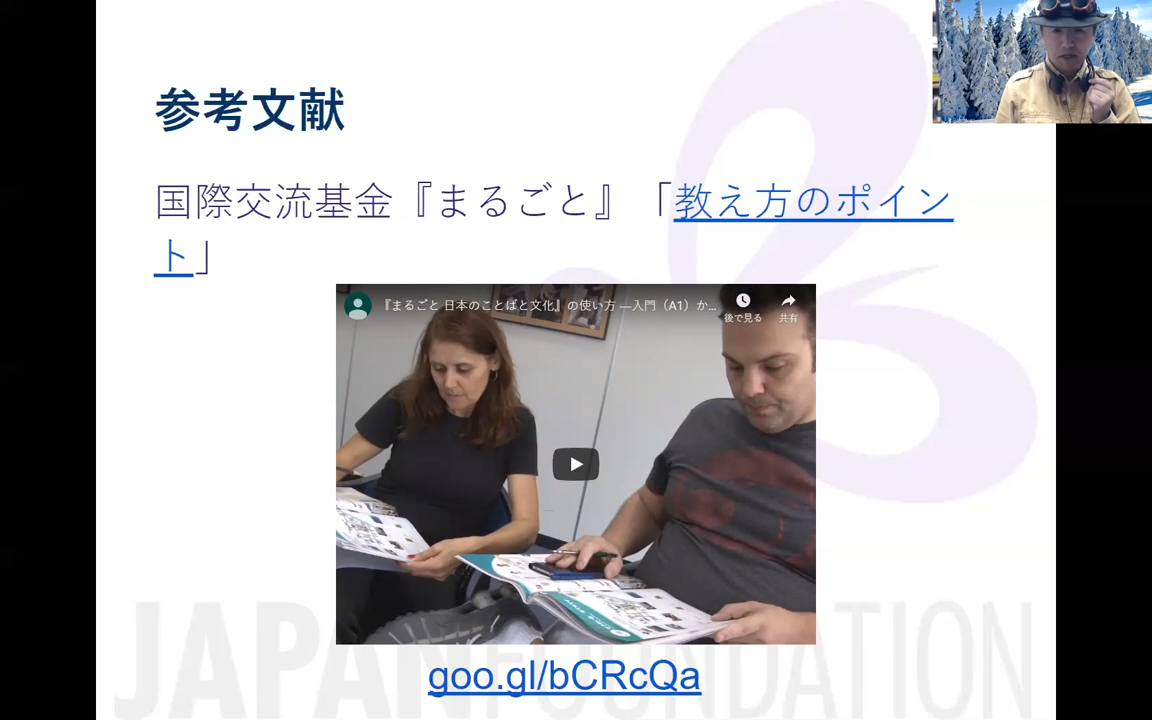 参考文献
国際交流基金『まるごと』「教え方のポイン
ト」
『まるごと 日本のことばと文化』の使い方 ―入門（A1）か...
後で見る
共有
goo.gl/bCRcQa
JAPAN FOUNDATION